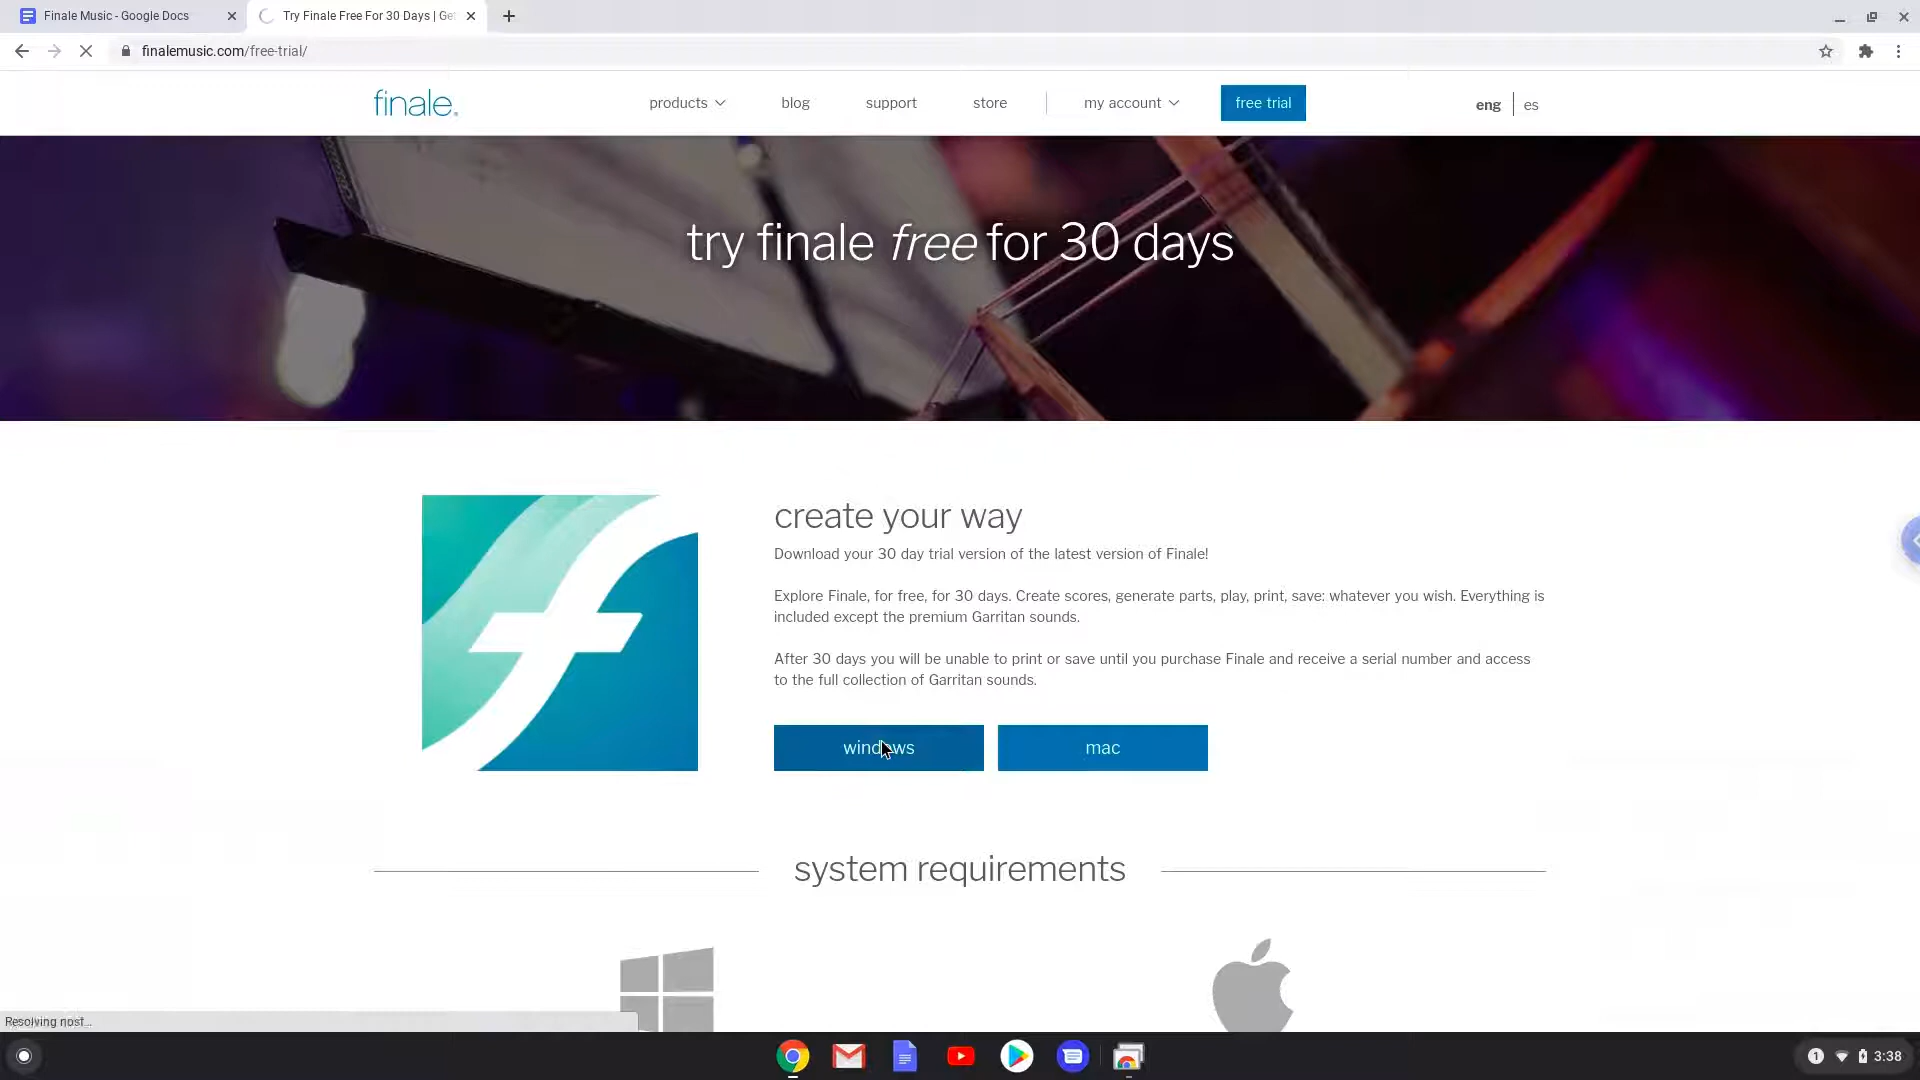 Finale Music - Google Docs
Try Finale Free For 30 Days | Ge
finalemusic.com/free-trial/
finale.
products
blog
support
store
my account
free trial
eng
es
try finale free for 30 days
create your way
Download your 30 day trial version of the latest version of Finale!
Explore Finale, for free, for 30 days. Create scores, generate parts, play, print, save: whatever you wish. Everything is
included except the premium Garritan sounds.
After 30 days you will be unable to print or save until you purchase Finale and receive a serial number and access
to the full collection of Garritan sounds.
windows
mac
system requirements
Resolving host...
1
3:38